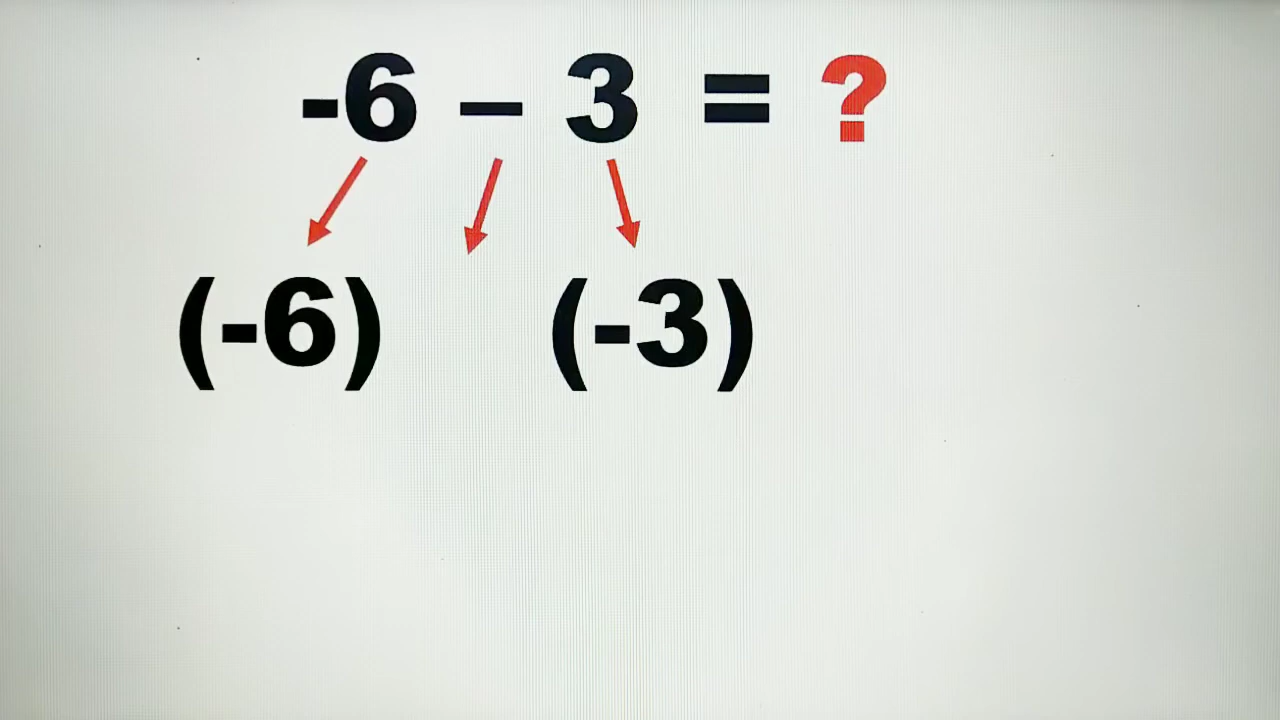 -6 – 3 = ?
(-6) (-3)